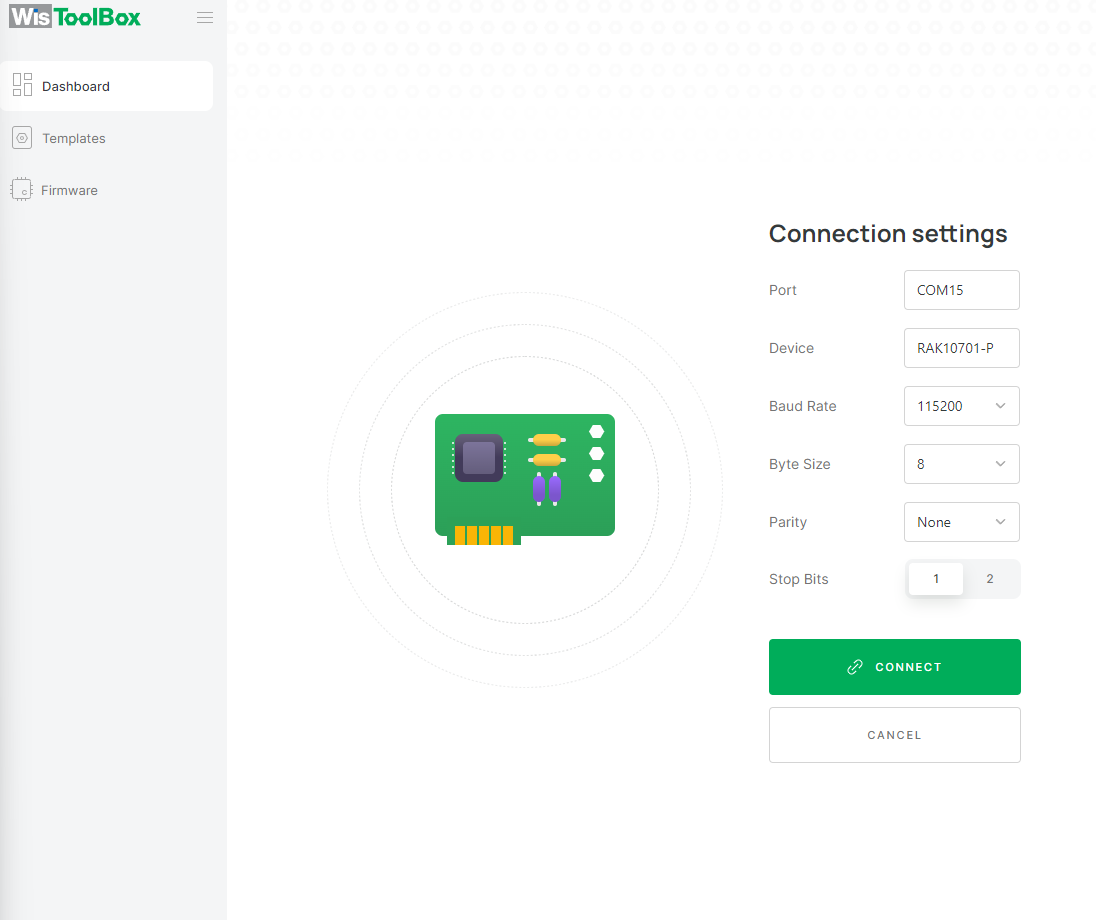 WisToolBox
Dashboard
Templates
C
Firmware
Connection settings
Port COM15
Device RAK10701-P
Baud Rate 115200
Byte Size 8
Parity None
Stop Bits 1 2
CONNECT
CANCEL